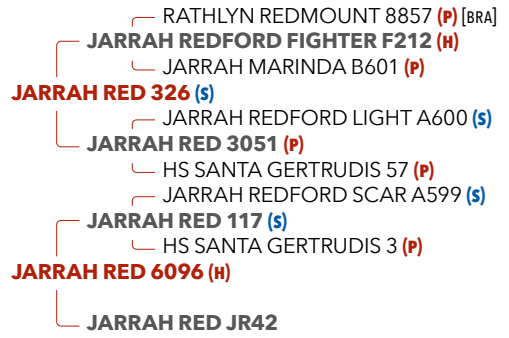 RATHLYN REDMOUNT 8857 (P) [BRA]
JARRAH REDFORD FIGHTER F212 (H)
JARRAH MARINDA B601 (P)
JARRAH RED 326 (S)
JARRAH REDFORD LIGHT A600 (S)
JARRAH RED 3051 (P)
HS SANTA GERTRUDIS 57 (P)
JARRAH REDFORD SCAR A599 (S)
JARRAH RED 117 (S)
HS SANTA GERTRUDIS 3 (P)
JARRAH RED 6096 (H)
JARRAH RED JR42